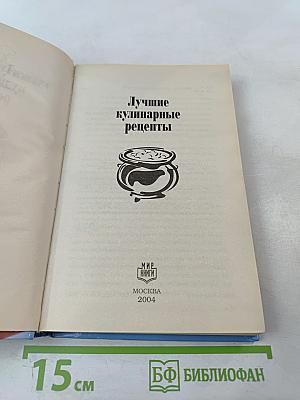 Лучшие
кулинарные
рецепты
МИР
КНИГИ
МОСКВА
2004
15 см
БФ БИБЛИОФАН